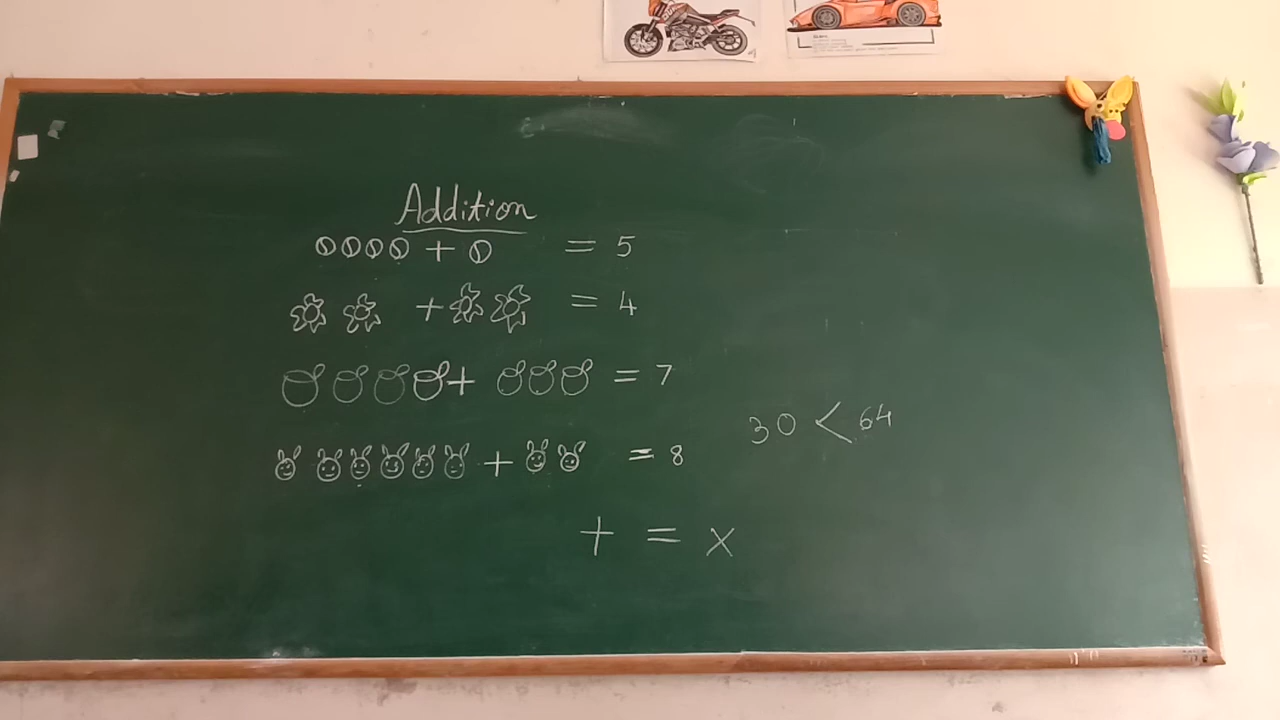 Addition
+ = 5
+ = 4
+ = 7
+ = 8
30 < 64
+ = x